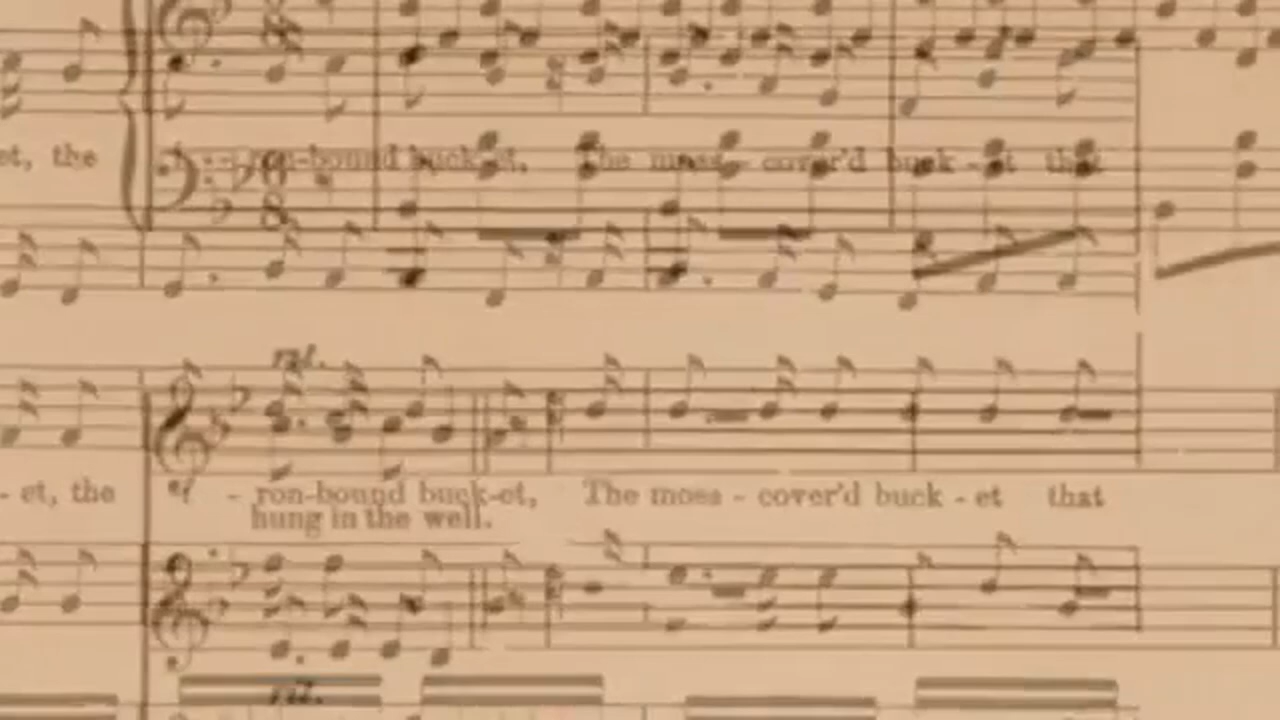 et, the - ron-bound buck-et, The moss - cover'd buck - et that
rit.
- et, the - ron-bound buck-et, The moss - cover'd buck - et that
hung in the well.
rit.